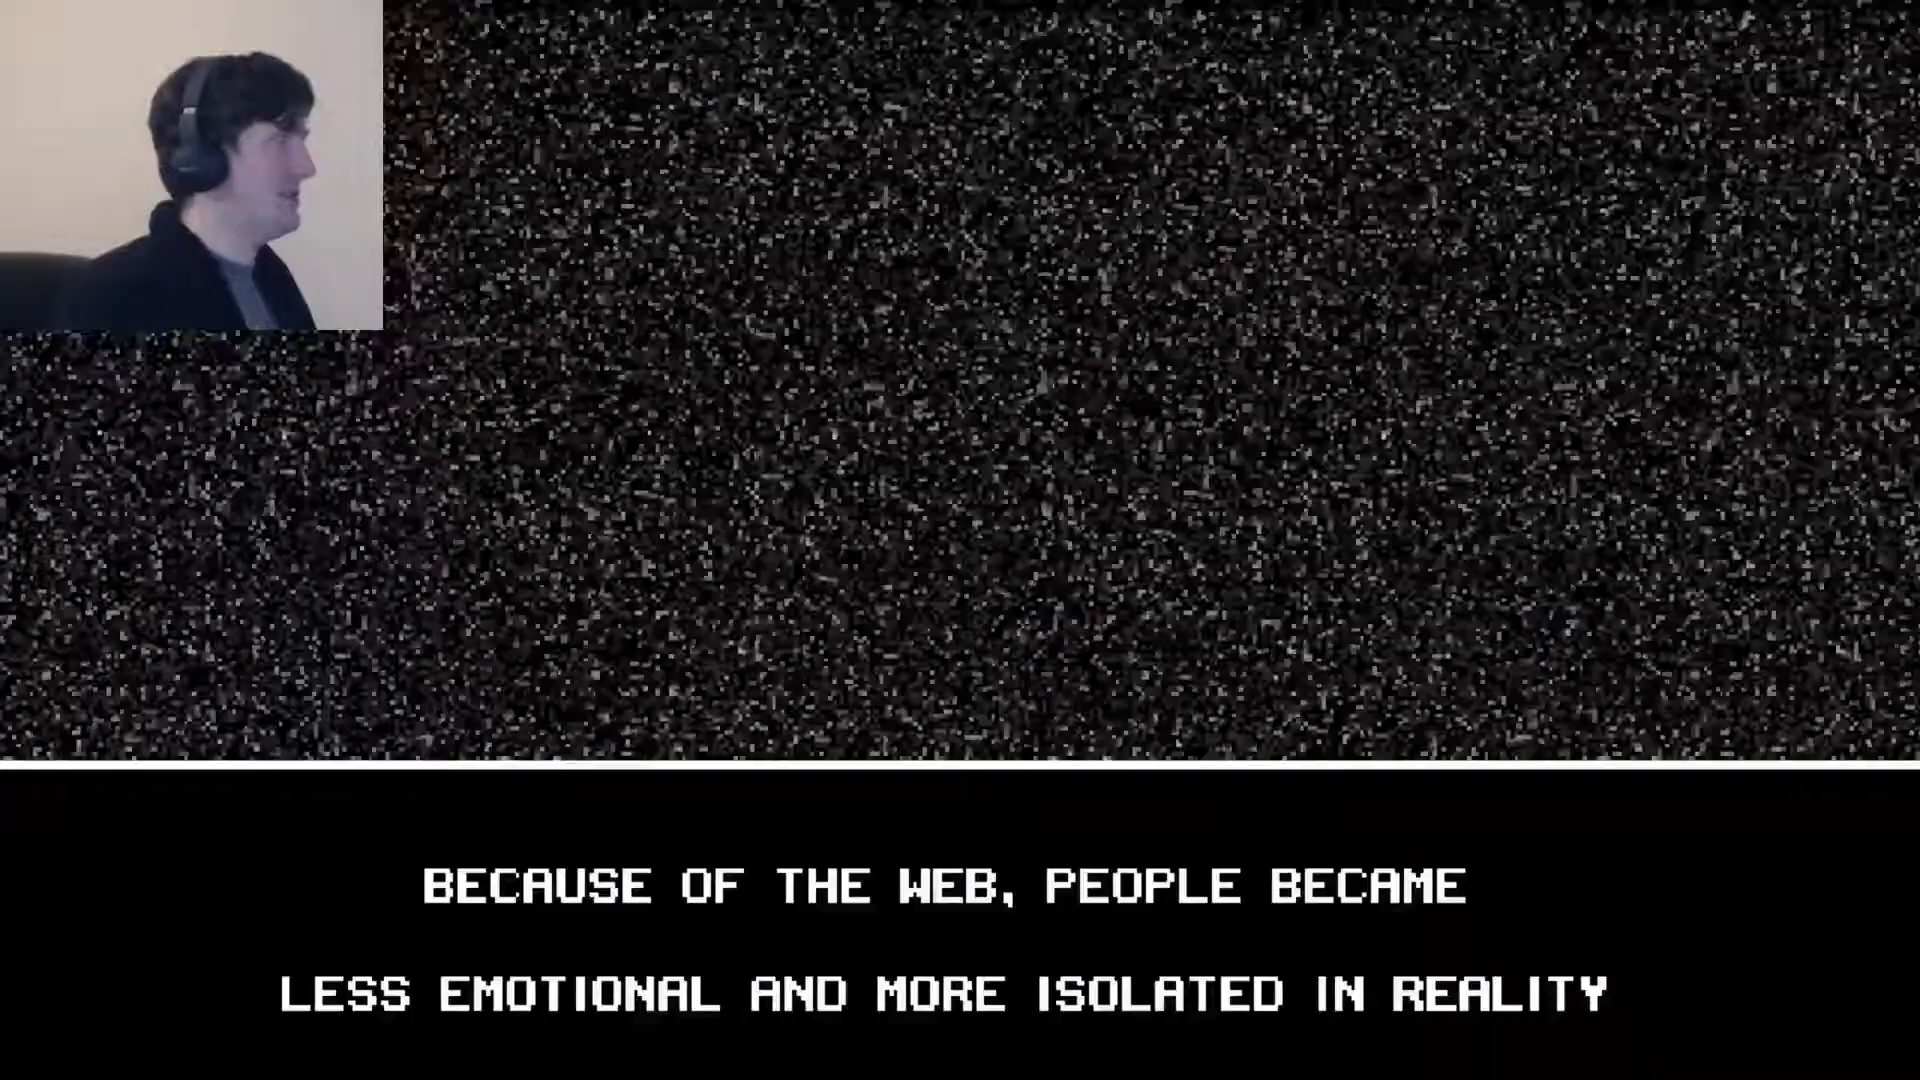 BECAUSE OF THE WEB, PEOPLE BECAME
LESS EMOTIONAL AND MORE ISOLATED IN REALITY